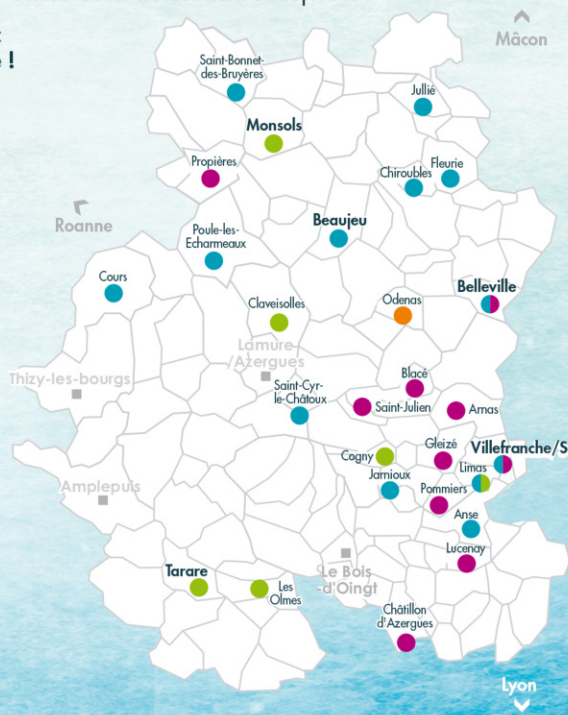 e !
Mâcon
Saint-Bonnet-
des-Bruyères
Jullié
Monsols
Propières
Chiroubles
Fleurie
Roanne
Poule-les-
Echarmeaux
Beaujeu
Cours
Belleville
Claveisolles
Odenas
Lamure
/Azergues
Thizy-les-bourgs
Blacé
Saint-Cyr-
le-Châtoux
Saint-Julien
Arnas
Gleizé
Villefranche/S
Cogny
Limas
Jarnioux
Pommiers
Amplepuis
Anse
Lucenay
Tarare
Les
Olmes
Le Bois
-d'Oingt
Châtillon
d'Azergues
Lyon